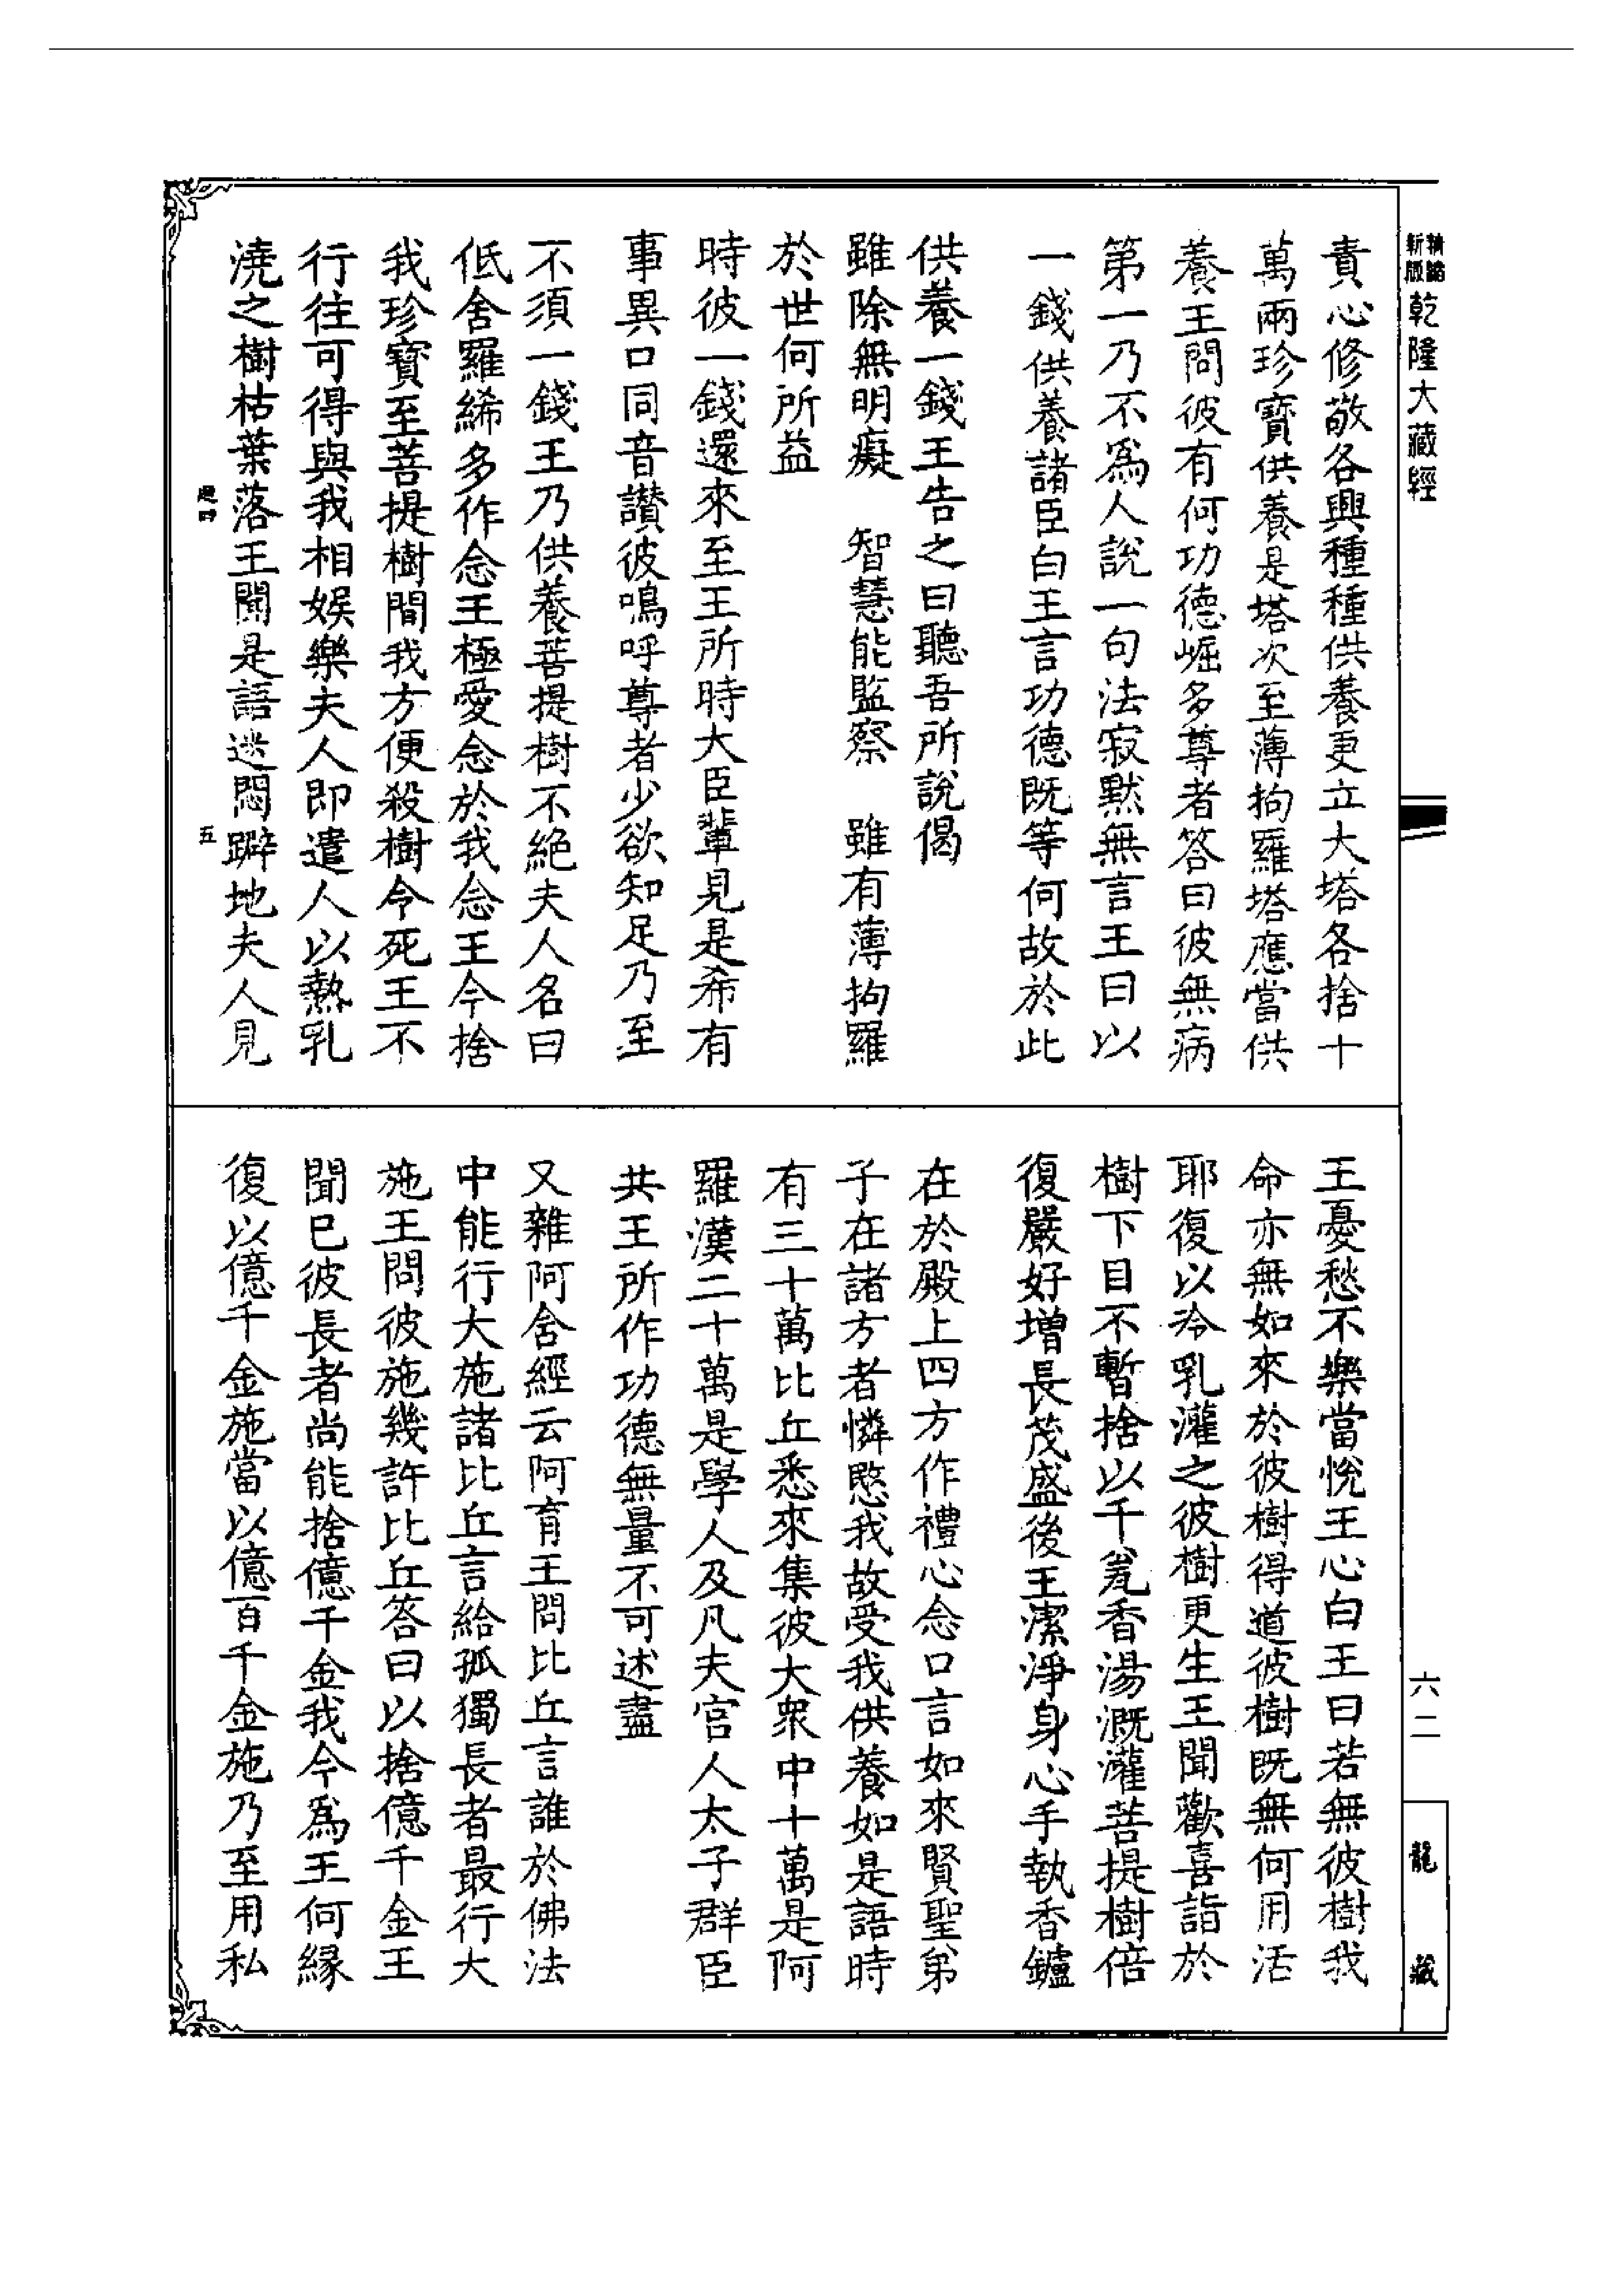 精繕
新版
乾隆大藏經
責心修敬各興種種供養更立大塔各捨十
萬兩珍寶供養是塔次至薄拘羅塔應當供
養王問彼有何功德崛多尊者答曰彼無病
第一乃不爲人說一句法寂默無言王曰以
一錢供養諸臣白王言功德既等何故於此
供養一錢王告之曰聽吾所說偈
雖除無明癡　智慧能監察　雖有薄拘羅
於世何所益
時彼一錢還來至王所時大臣輩見是希有
事異口同音讃彼嗚呼尊者少欲知足乃至
不須一錢王乃供養菩提樹不絶夫人名曰
低舍羅絺多作念王極愛念於我念王今捨
我珍寶至菩提樹間我方便殺樹令死王不
行往可得與我相娛樂夫人即遣人以熱乳
澆之樹枯葉落王聞是語迷悶躃地夫人見
五
王憂愁不樂當悅王心白王曰若無彼樹我
命亦無如來於彼樹得道彼樹既無何用活
耶復以冷乳灌之彼樹更生王聞歡喜詣於
樹下目不暫捨以千瓮香湯溉灌菩提樹倍
復嚴好增長茂盛後王潔淨身心手執香鑪
在於殿上四方作禮心念口言如來賢聖弟
子在諸方者憐愍我故受我供養如是語時
有三十萬比丘悉來集彼大衆中十萬是阿
羅漢二十萬是學人及凡夫宮人太子群臣
共王所作功德無量不可述盡
又雜阿含經云阿育王問比丘言誰於佛法
中能行大施諸比丘言給孤獨長者最行大
施王問彼施幾許比丘答曰以捨億千金王
聞已彼長者尚能捨億千金我今爲王何緣
復以億千金施當以億百千金施乃至用私
六二
龍藏